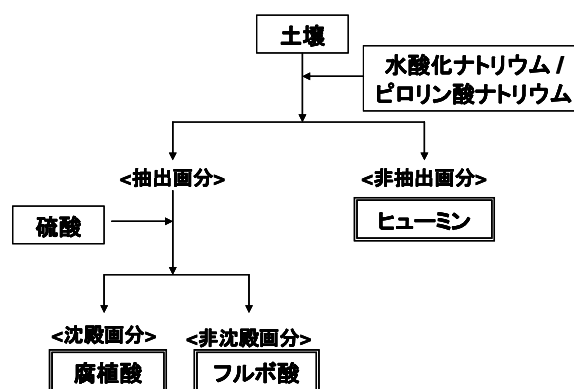 土壌
水酸化ナトリウム /
ピロリン酸ナトリウム
<抽出画分>
<非抽出画分>
硫酸
ヒューミン
<沈殿画分>
<非沈殿画分>
腐植酸
フルボ酸